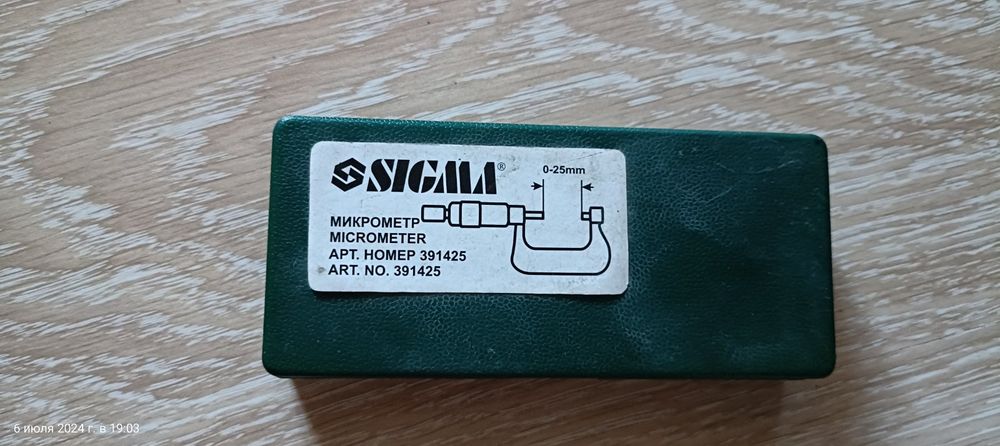 SIGMA®
0-25mm
МИКРОМЕТР
MICROMETER
АРТ. НОМЕР 391425
ART. NO. 391425
6 июля 2024 г. в 19:03